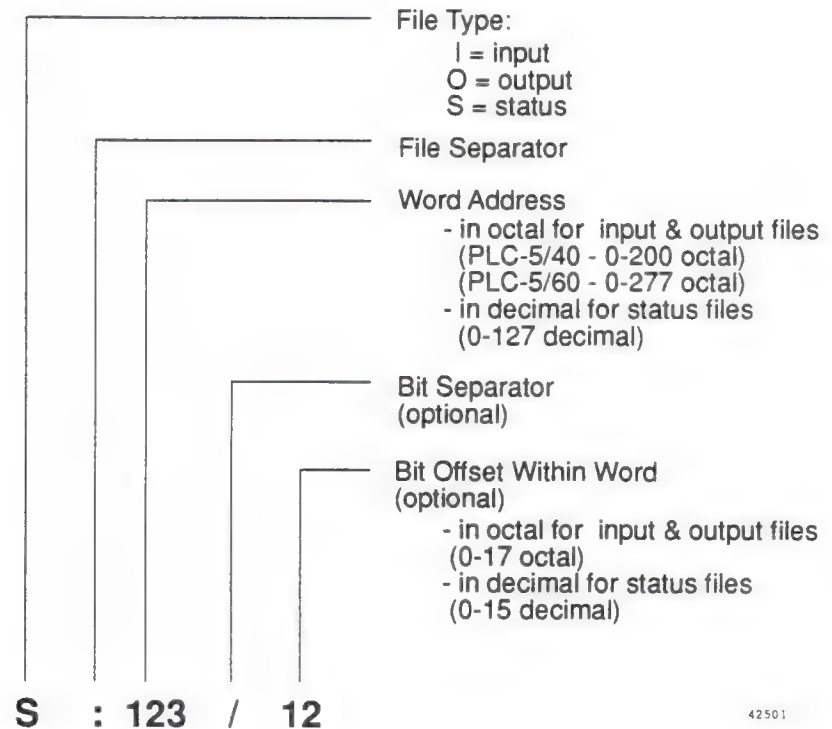 File Type:
I = input
O = output
S = status
File Separator
Word Address
- in octal for input & output files
(PLC-5/40 - 0-200 octal)
(PLC-5/60 - 0-277 octal)
- in decimal for status files
(0-127 decimal)
Bit Separator
(optional)
Bit Offset Within Word
(optional)
- in octal for input & output files
(0-17 octal)
- in decimal for status files
(0-15 decimal)
S : 123 / 12
42501